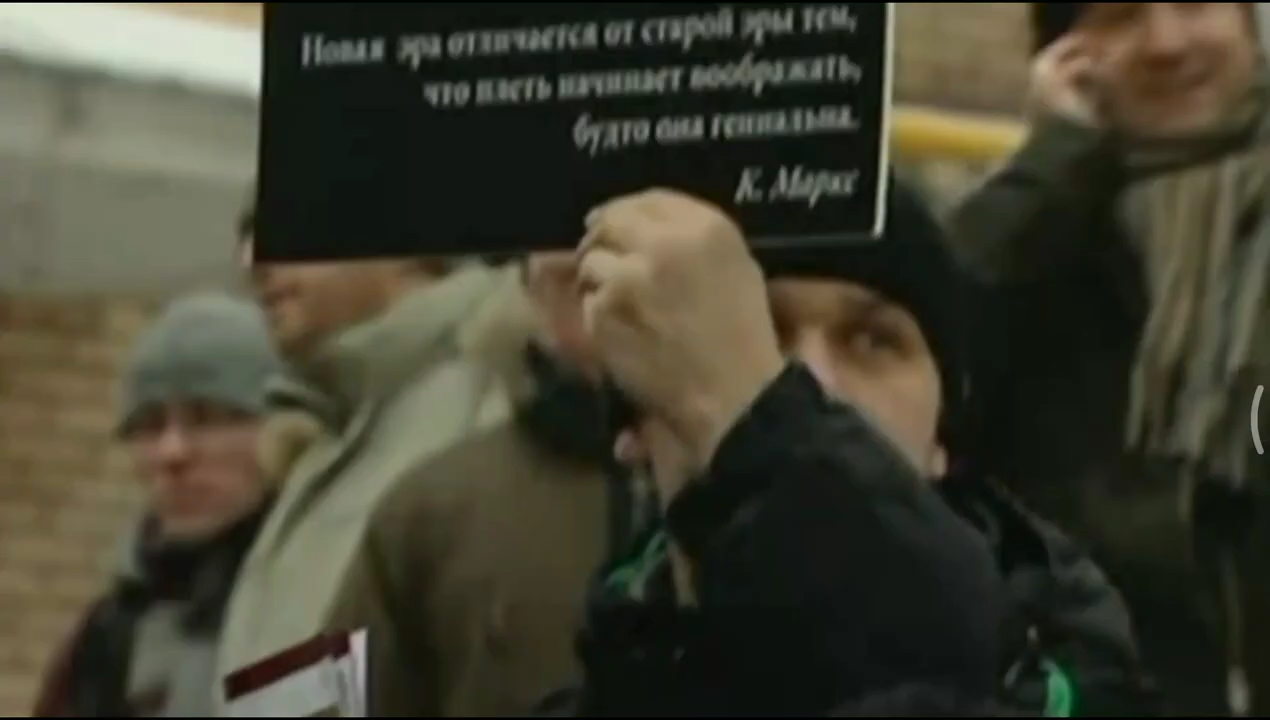 Новая эра отличается от старой эры тем,
что плеть начинает воображать,
будто она гениальна.
К. Маркс